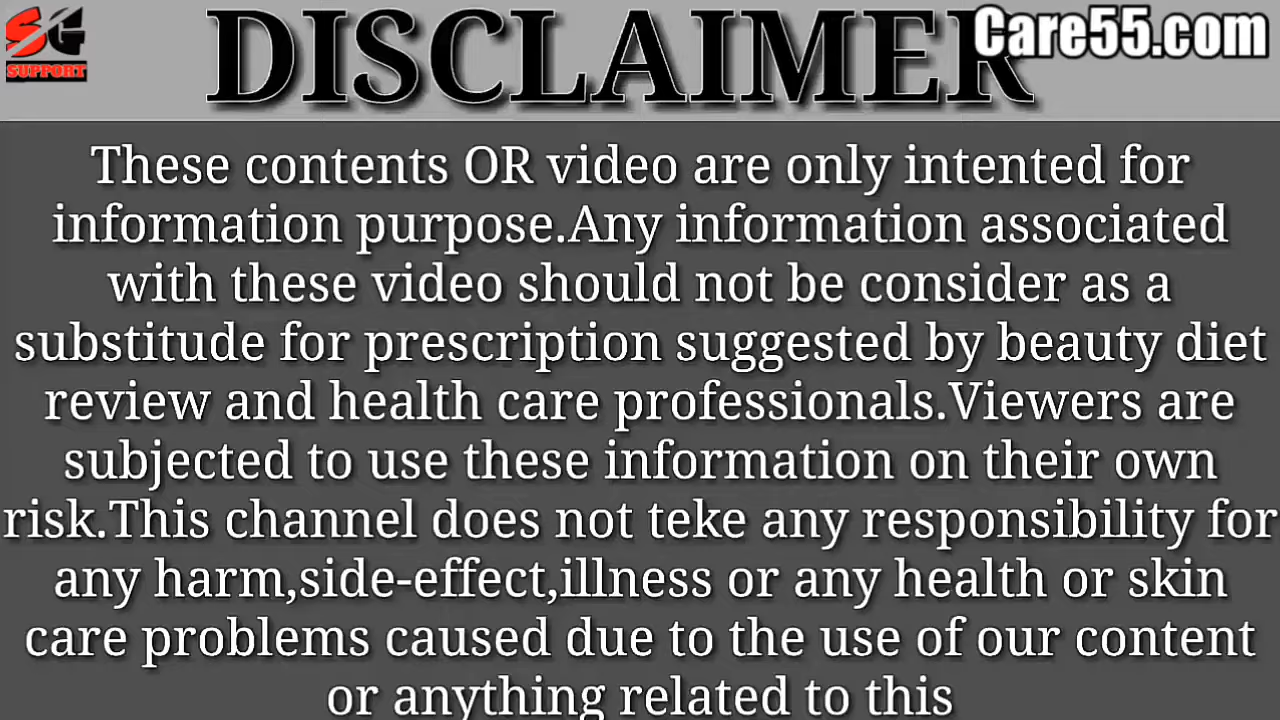 SG
SUPPORT
DISCLAIMER
Care55.com
These contents OR video are only intented for
information purpose.Any information associated
with these video should not be consider as a
substitude for prescription suggested by beauty diet
review and health care professionals.Viewers are
subjected to use these information on their own
risk.This channel does not teke any responsibility for
any harm,side-effect,illness or any health or skin
care problems caused due to the use of our content
or anything related to this